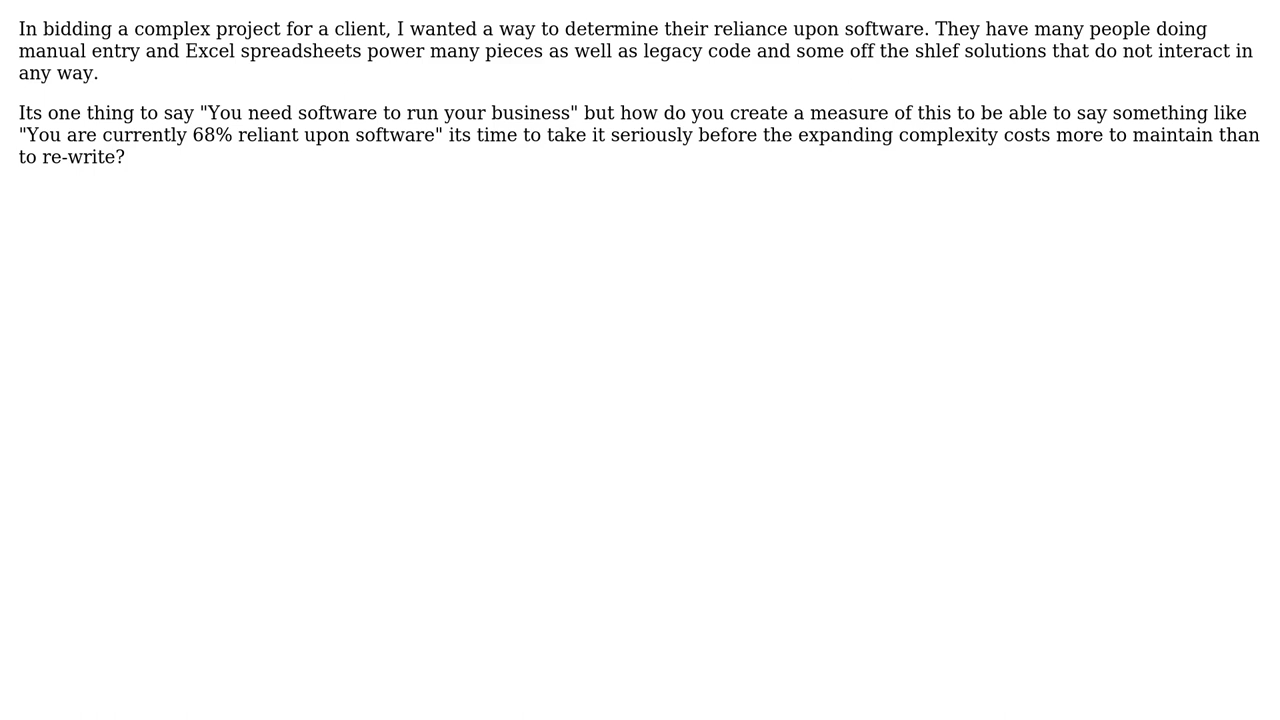 In bidding a complex project for a client, I wanted a way to determine their reliance upon software. They have many people doing
manual entry and Excel spreadsheets power many pieces as well as legacy code and some off the shlef solutions that do not interact in
any way.
Its one thing to say "You need software to run your business" but how do you create a measure of this to be able to say something like
"You are currently 68% reliant upon software" its time to take it seriously before the expanding complexity costs more to maintain than
to re-write?